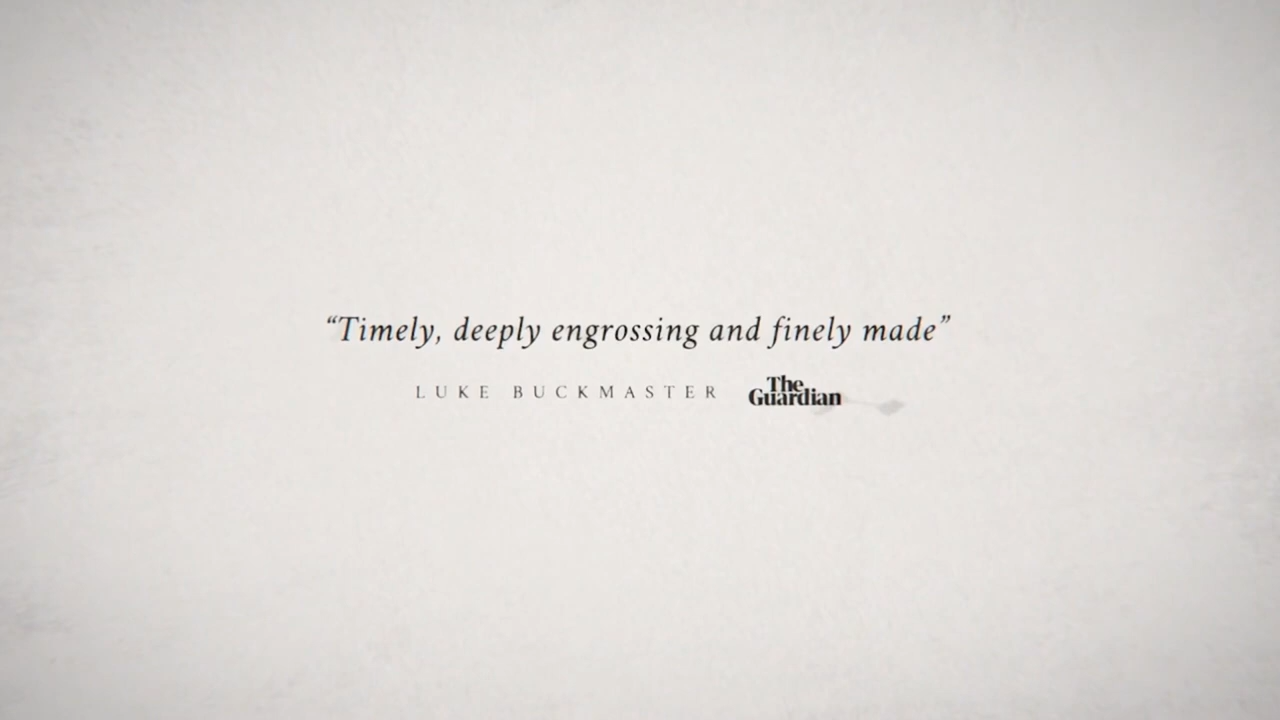 “Timely, deeply engrossing and finely made”
LUKE BUCKMASTER The Guardian